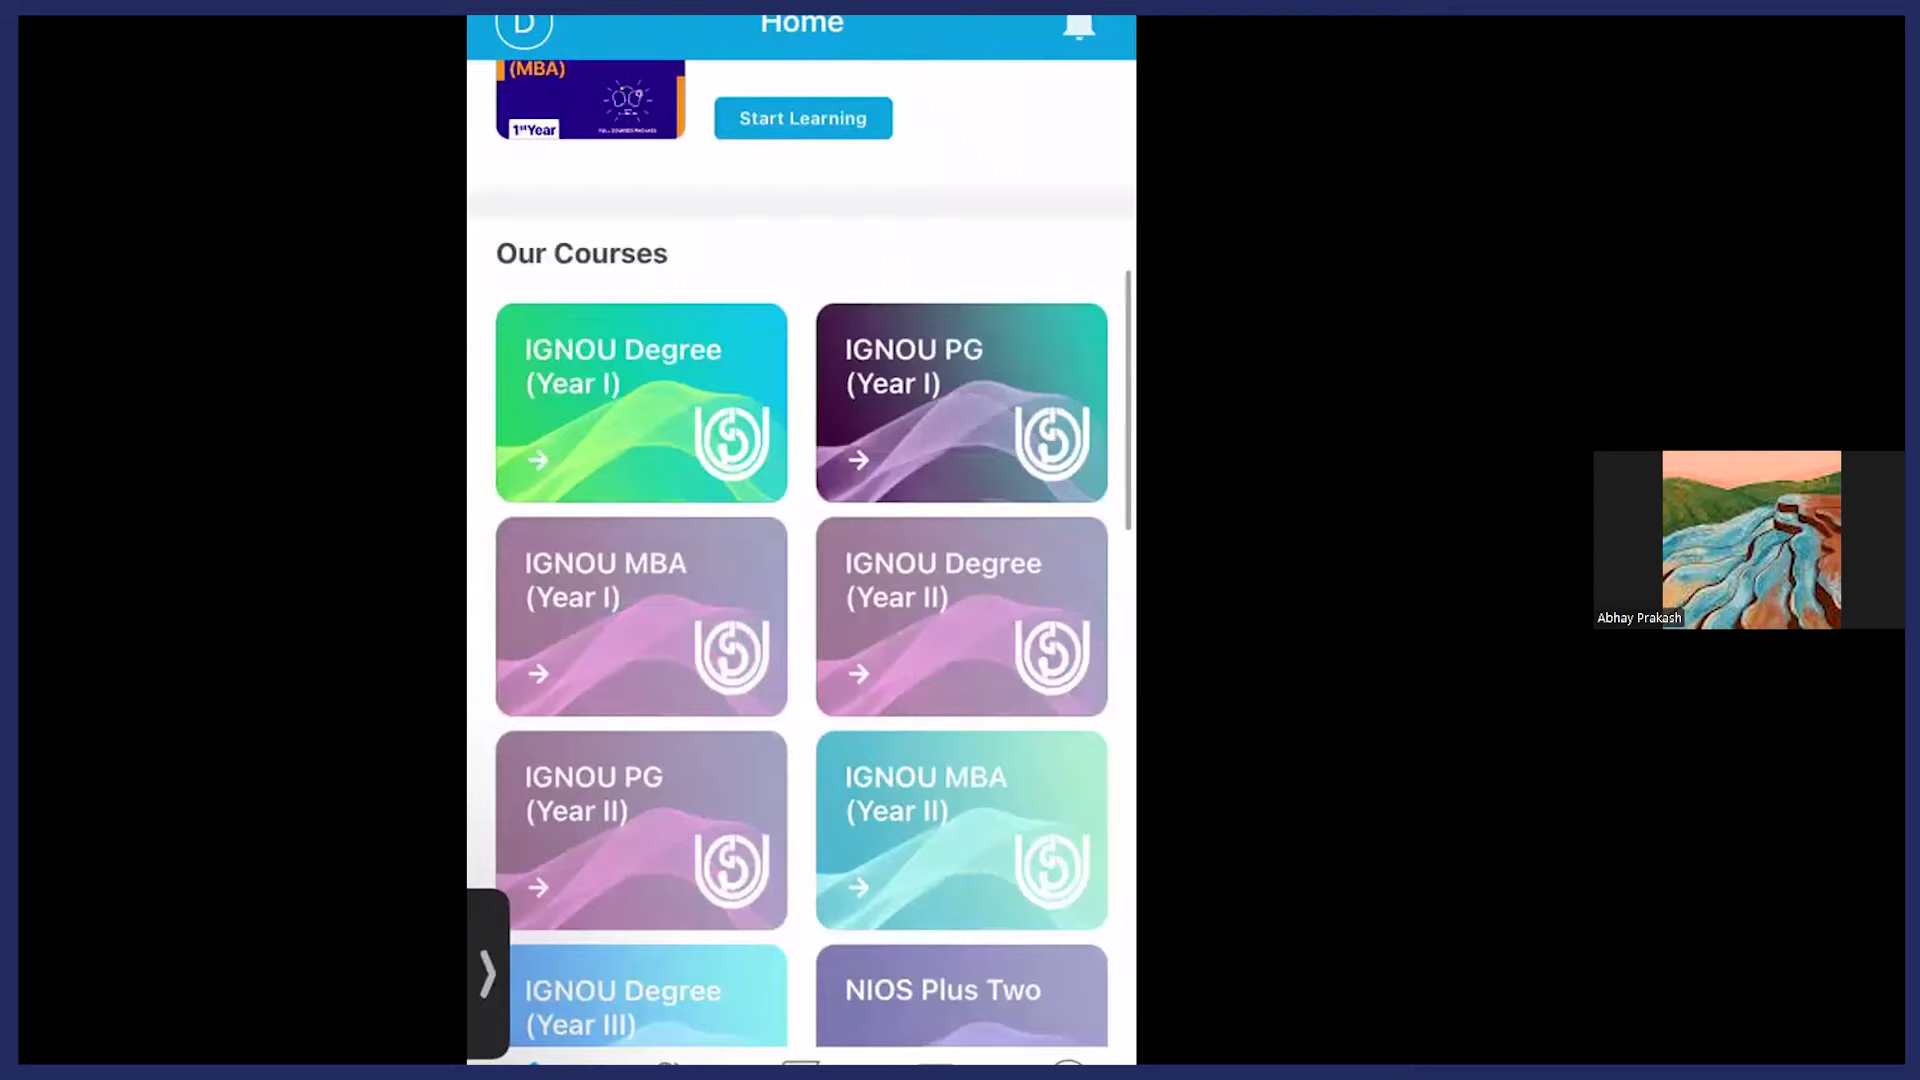 D
Home
(MBA)
1st Year
Start Learning
Our Courses
IGNOU Degree
(Year I)
IGNOU PG
(Year I)
IGNOU MBA
(Year I)
IGNOU Degree
(Year II)
IGNOU PG
(Year II)
IGNOU MBA
(Year II)
IGNOU Degree
(Year III)
NIOS Plus Two
Abhay Prakash